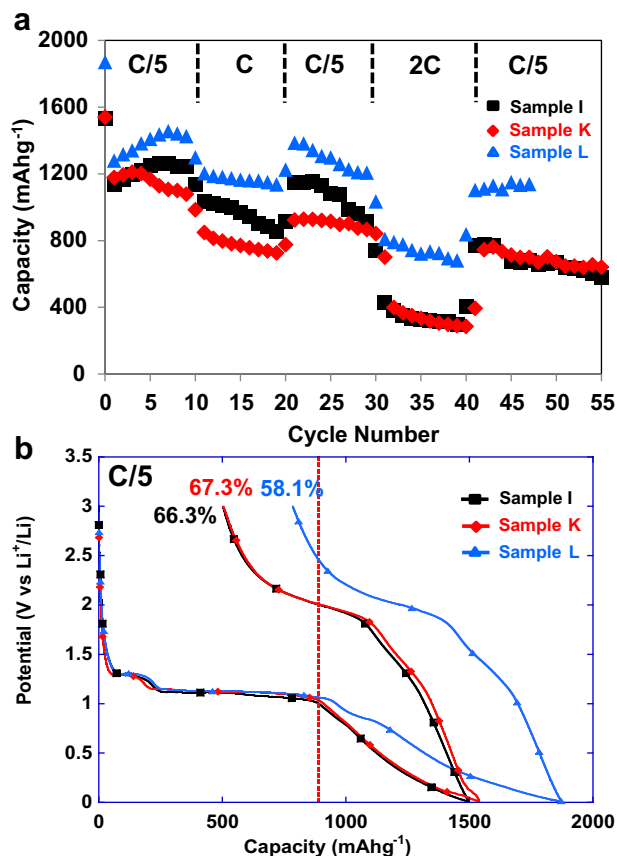 a
2000
1600
1200
800
400
0
Capacity (mAhg⁻¹)
C/5
C
C/5
2C
C/5
Sample I
Sample K
Sample L
0 5 10 15 20 25 30 35 40 45 50 55
Cycle Number
b
3.5
3
2.5
2
1.5
1
0.5
0
Potential (V vs Li⁺/Li)
C/5
67.3% 58.1%
66.3%
Sample I
Sample K
Sample L
0 500 1000 1500 2000
Capacity (mAhg⁻¹)